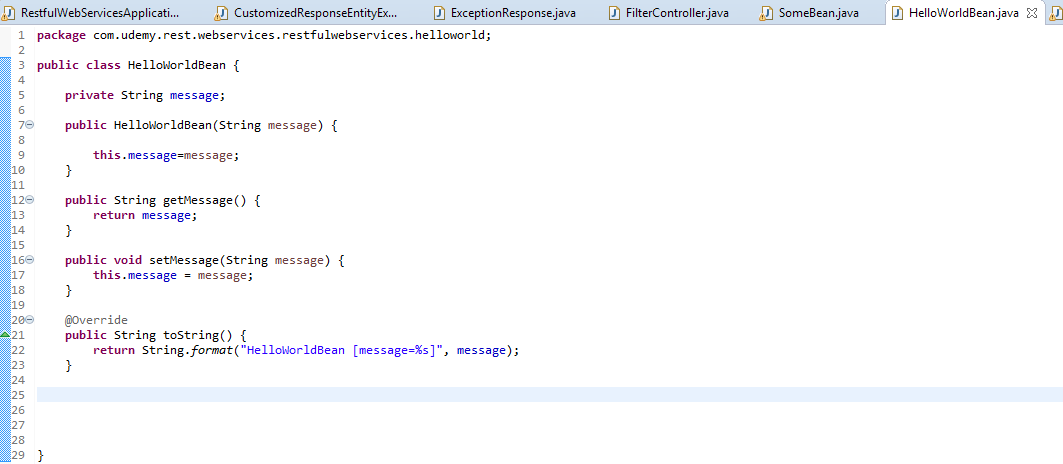 RestfulWebServicesApplicati... CustomizedResponseEntityEx... ExceptionResponse.java FilterController.java SomeBean.java HelloWorldBean.java
1 package com.udemy.rest.webservices.restfulwebservices.helloworld;
2
3 public class HelloWorldBean {
4
5     private String message;
6
7     public HelloWorldBean(String message) {
8
9         this.message=message;
10     }
11
12     public String getMessage() {
13         return message;
14     }
15
16     public void setMessage(String message) {
17         this.message = message;
18     }
19
20     @Override
21     public String toString() {
22         return String.format("HelloWorldBean [message=%s]", message);
23     }
24
25
26
27
28
29 }